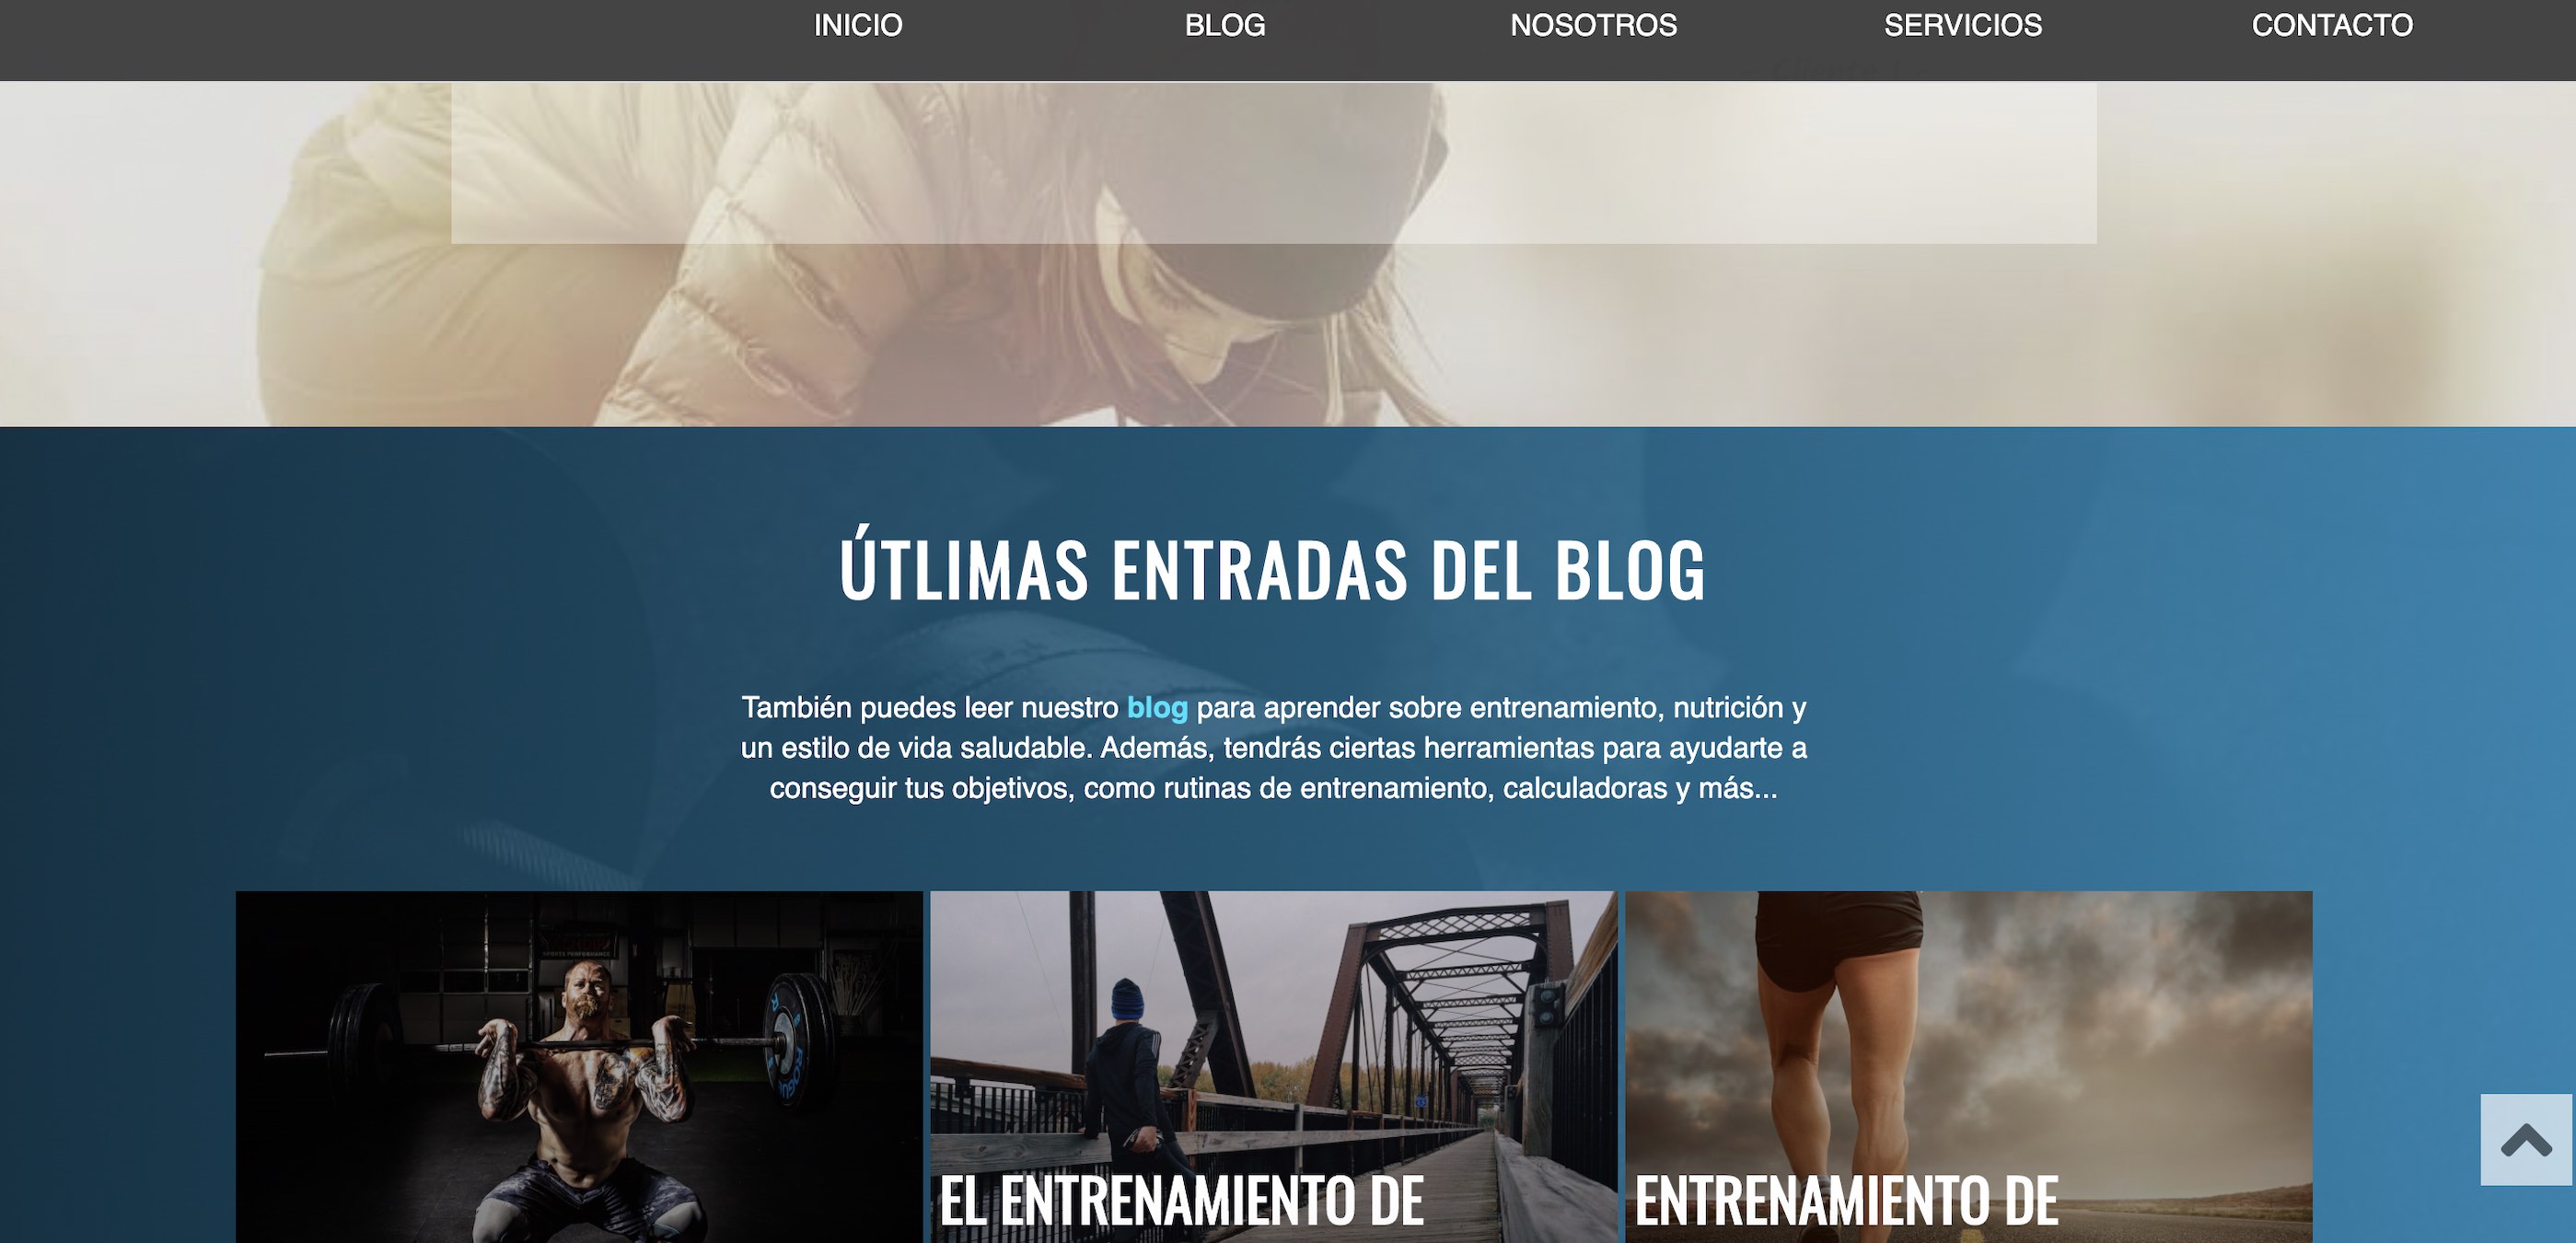 INICIO BLOG NOSOTROS SERVICIOS CONTACTO
ÚTLIMAS ENTRADAS DEL BLOG
También puedes leer nuestro blog para aprender sobre entrenamiento, nutrición y
un estilo de vida saludable. Además, tendrás ciertas herramientas para ayudarte a
conseguir tus objetivos, como rutinas de entrenamiento, calculadoras y más...
EL ENTRENAMIENTO DE
ENTRENAMIENTO DE